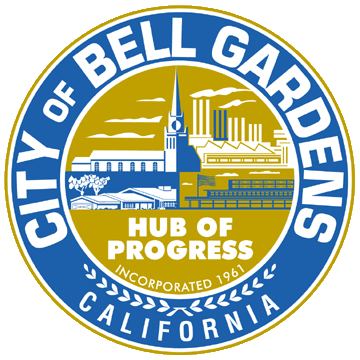 CITY OF BELL GARDENS
HUB OF
PROGRESS
INCORPORATED 1961
CALIFORNIA